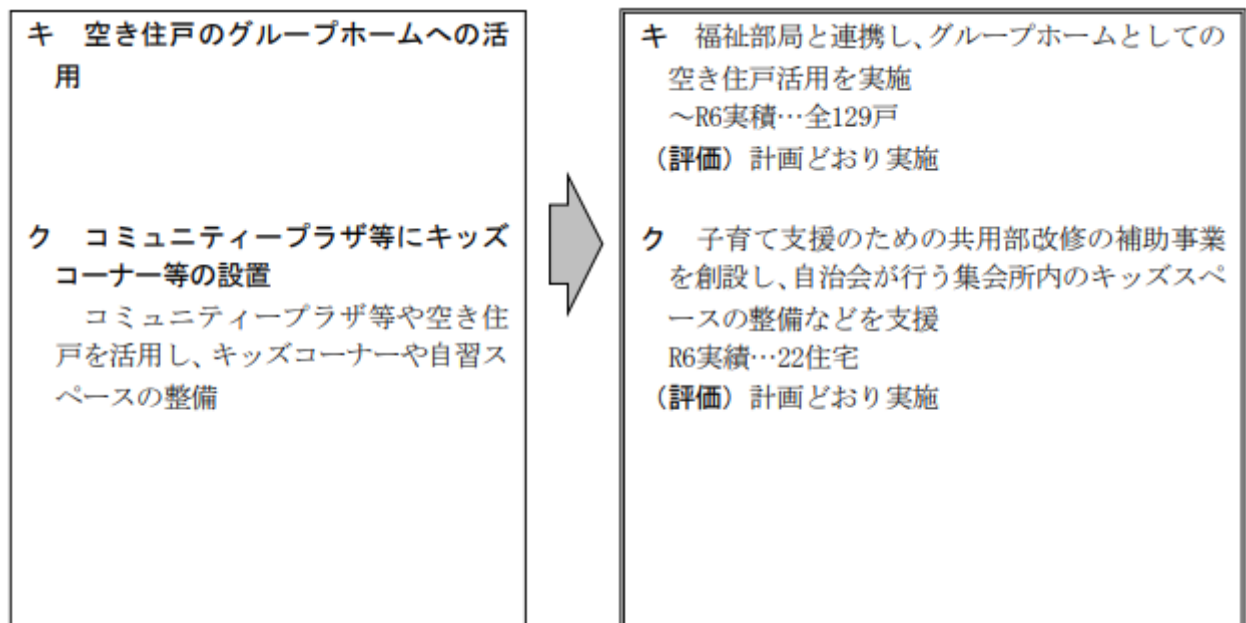 キ 空き住戸のグループホームへの活
用
ク コミュニティープラザ等にキッズ
コーナー等の設置
コミュニティープラザ等や空き住
戸を活用し、キッズコーナーや自習ス
ペースの整備
キ 福祉部局と連携し、グループホームとしての
空き住戸活用を実施
～R6実積…全129戸
（評価）計画どおり実施
ク 子育て支援のための共用部改修の補助事業
を創設し、自治会が行う集会所内のキッズスペ
ースの整備などを支援
R6実績…22住宅
（評価）計画どおり実施